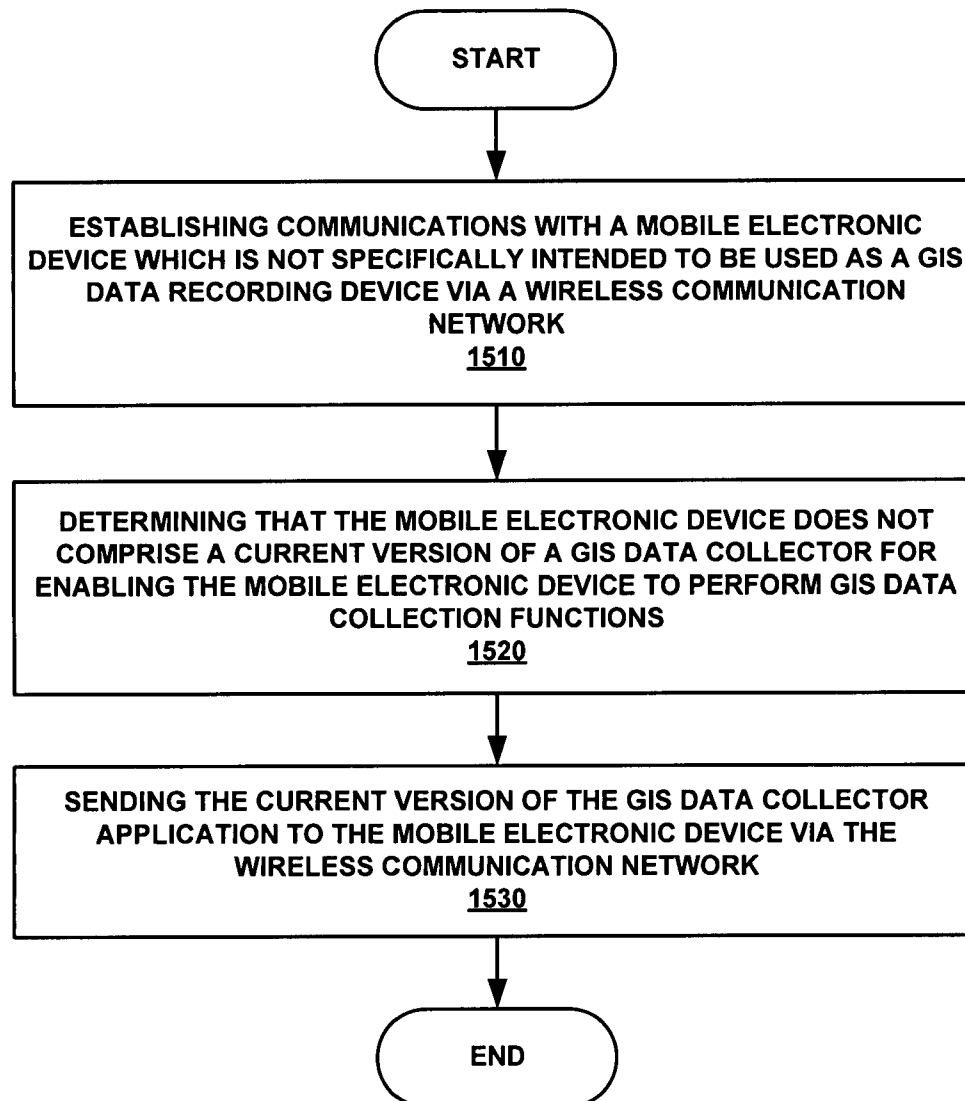 START
ESTABLISHING COMMUNICATIONS WITH A MOBILE ELECTRONIC
DEVICE WHICH IS NOT SPECIFICALLY INTENDED TO BE USED AS A GIS
DATA RECORDING DEVICE VIA A WIRELESS COMMUNICATION
NETWORK
1510
DETERMINING THAT THE MOBILE ELECTRONIC DEVICE DOES NOT
COMPRISE A CURRENT VERSION OF A GIS DATA COLLECTOR FOR
ENABLING THE MOBILE ELECTRONIC DEVICE TO PERFORM GIS DATA
COLLECTION FUNCTIONS
1520
SENDING THE CURRENT VERSION OF THE GIS DATA COLLECTOR
APPLICATION TO THE MOBILE ELECTRONIC DEVICE VIA THE
WIRELESS COMMUNICATION NETWORK
1530
END